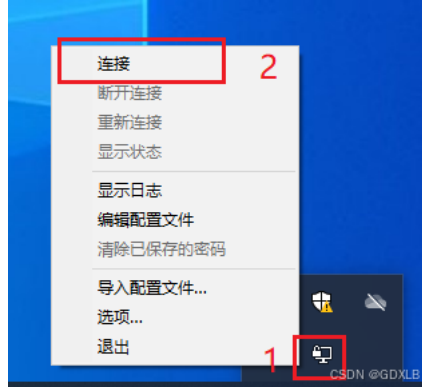 连接
2
断开连接
重新连接
显示状态
显示日志
编辑配置文件
清除已保存的密码
导入配置文件...
选项...
退出
1
CSDN @GDXLB